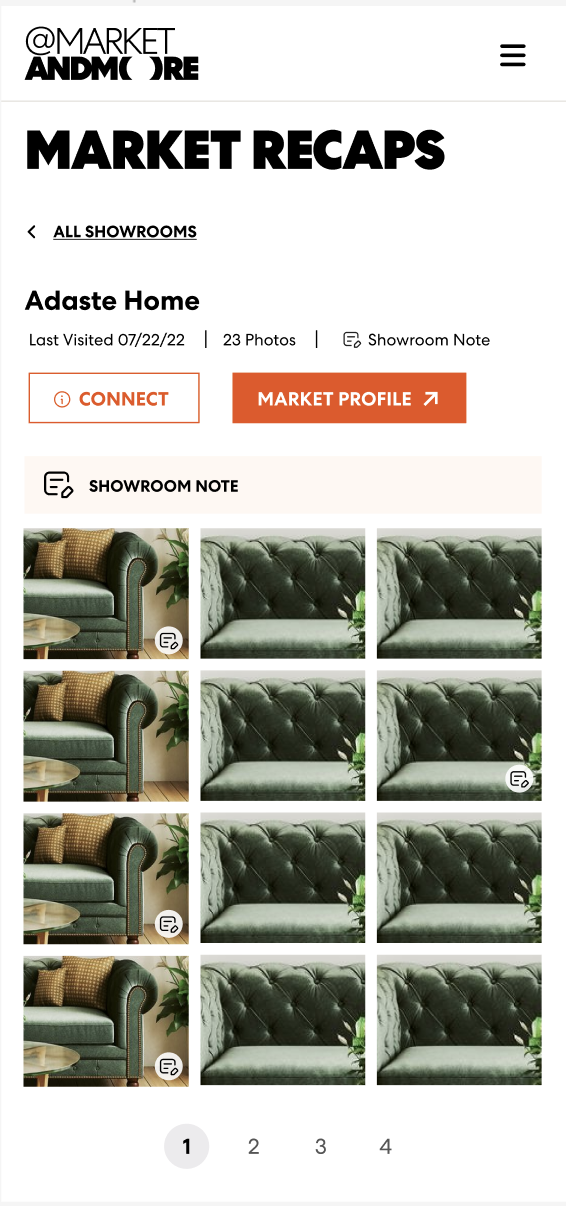 @MARKET
ANDMORE
MARKET RECAPS
ALL SHOWROOMS
Adaste Home
Last Visited 07/22/22 | 23 Photos | Showroom Note
CONNECT MARKET PROFILE
SHOWROOM NOTE
1 2 3 4